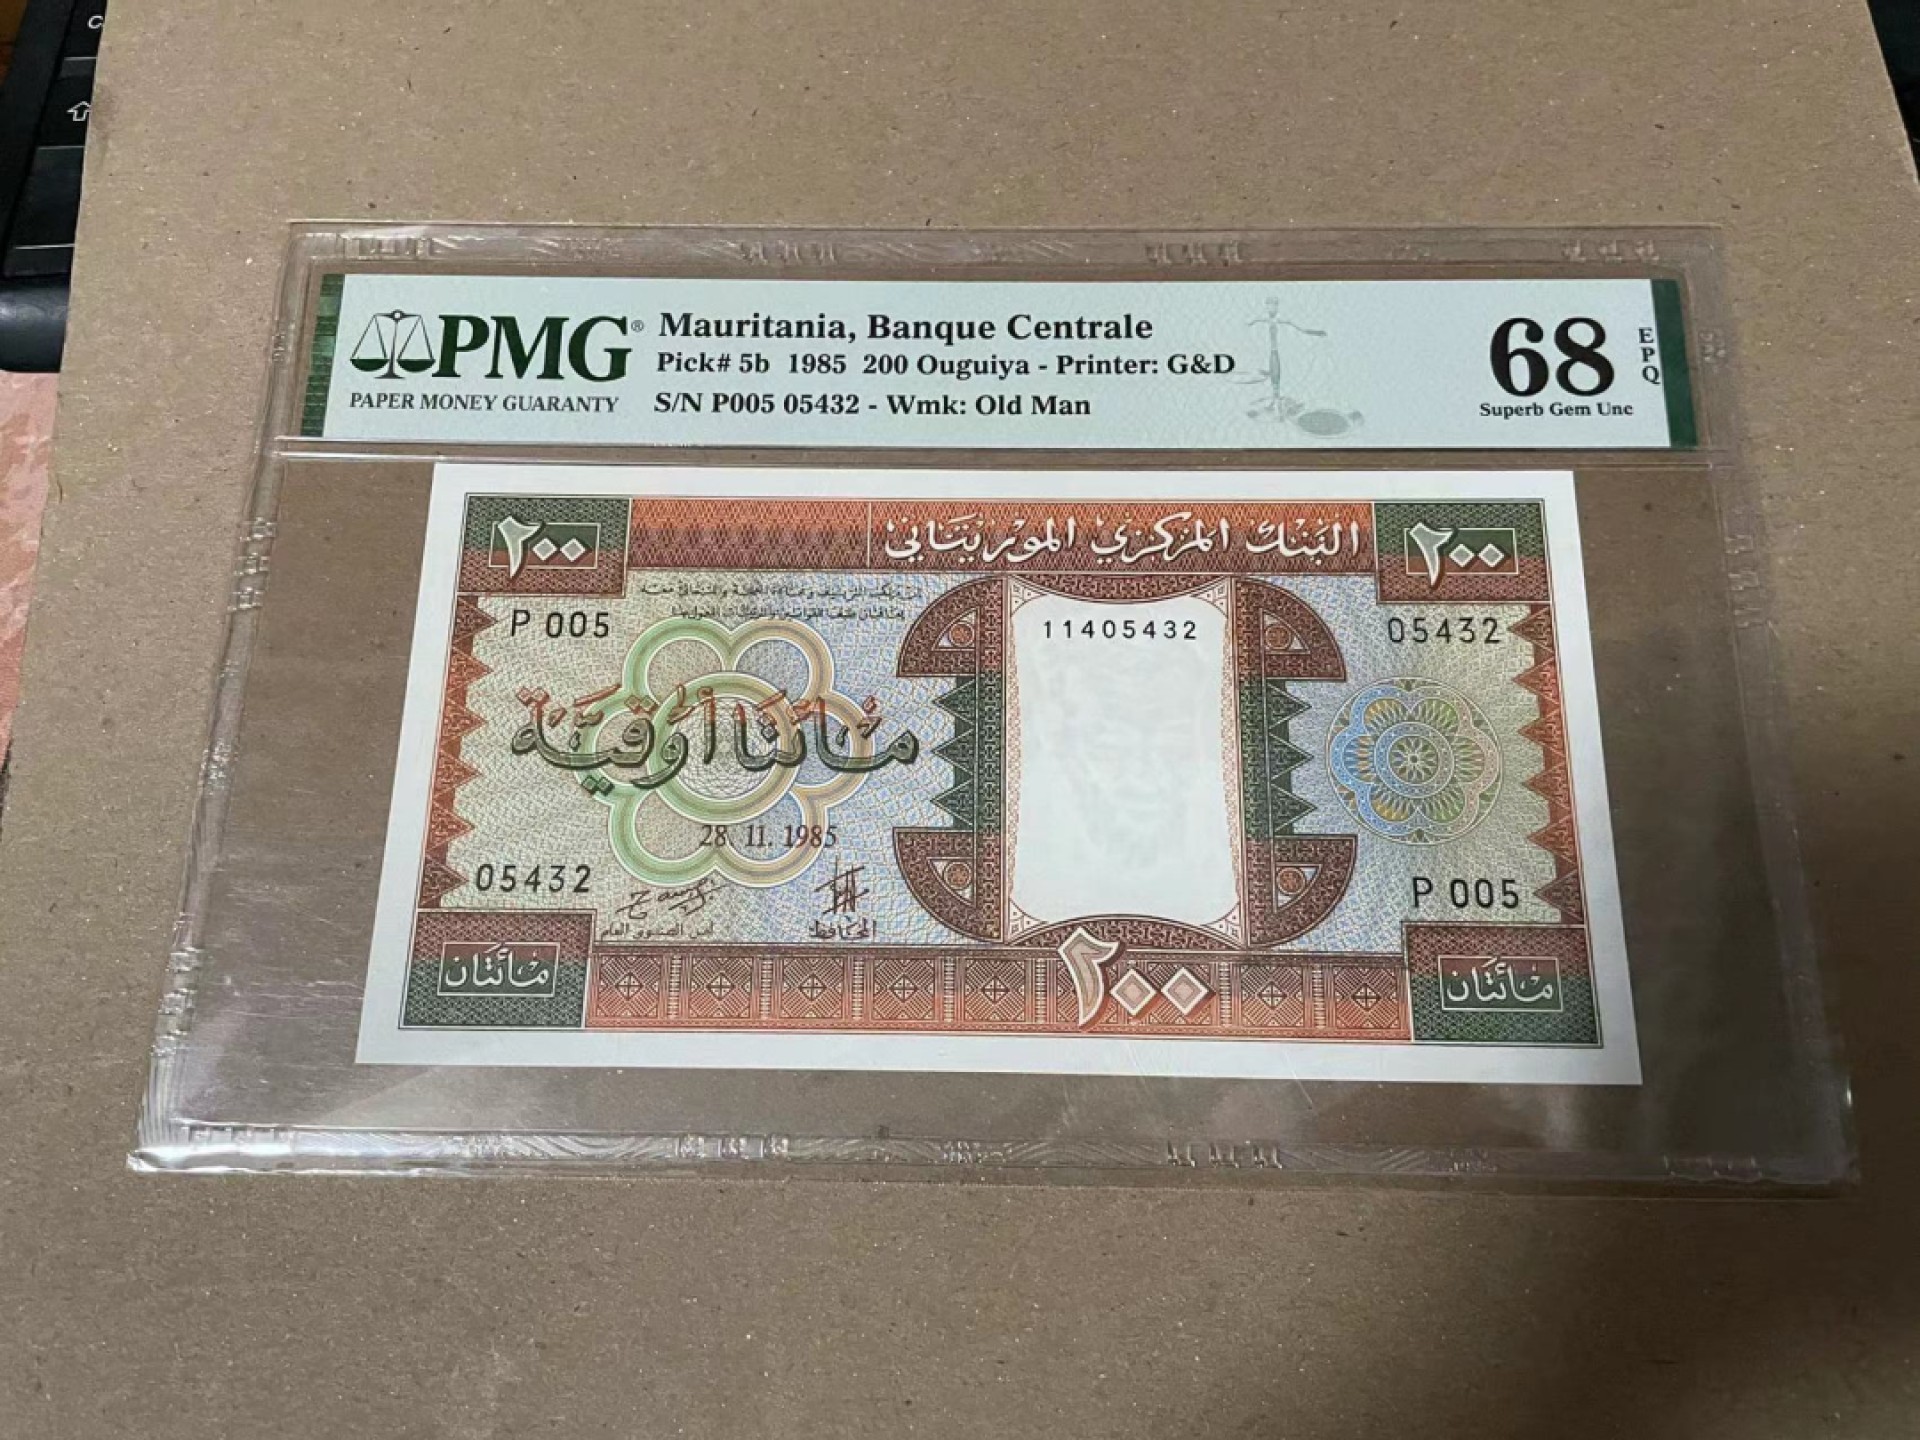 PMG®
PAPER MONEY GUARANTY
Mauritania, Banque Centrale
Pick# 5b 1985 200 Ouguiya - Printer: G&D
S/N P005 05432 - Wmk: Old Man
68
EPQ
Superb Gem Unc
٢٠٠
البنك المركزي الموريتاني
٢٠٠
P 005
11405432
05432
مائتا أوقية
28. 11. 1985
05432
P 005
المحافظ
مائتان
٢٠٠
مائتان